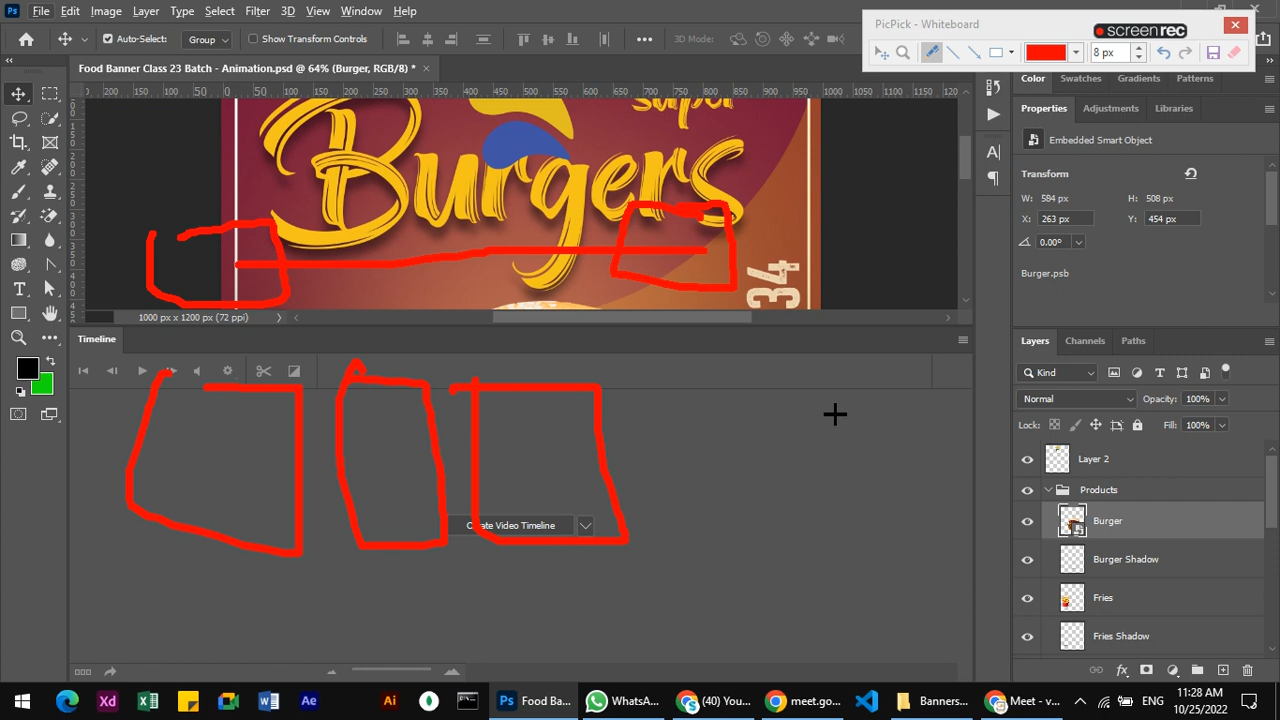 Ps File Edit Image Layer Type Select Filter 3D View Window Help
PicPick - Whiteboard
screenrec
8 px
Auto-Select: Group Show Transform Controls 3D Mode:
Food Banner Class 23 Batch - Animation.psd @ 64% (Burger, RGB/8) *
super
Burgers
34
1000 px x 1200 px (72 ppi)
Timeline
Create Video Timeline
Color Swatches Gradients Patterns
Properties Adjustments Libraries
Embedded Smart Object
Transform
W: 584 px H: 508 px
X: 263 px Y: 454 px
0.00°
Burger.psb
Layers Channels Paths
Kind
Normal Opacity: 100%
Lock: Fill: 100%
Layer 2
Products
Burger
Burger Shadow
Fries
Fries Shadow
Xd Ae Ai Ps Food Ba... WhatsA... (40) You... meet.go... Banners... Meet - v... ENG
11:28 AM
10/25/2022